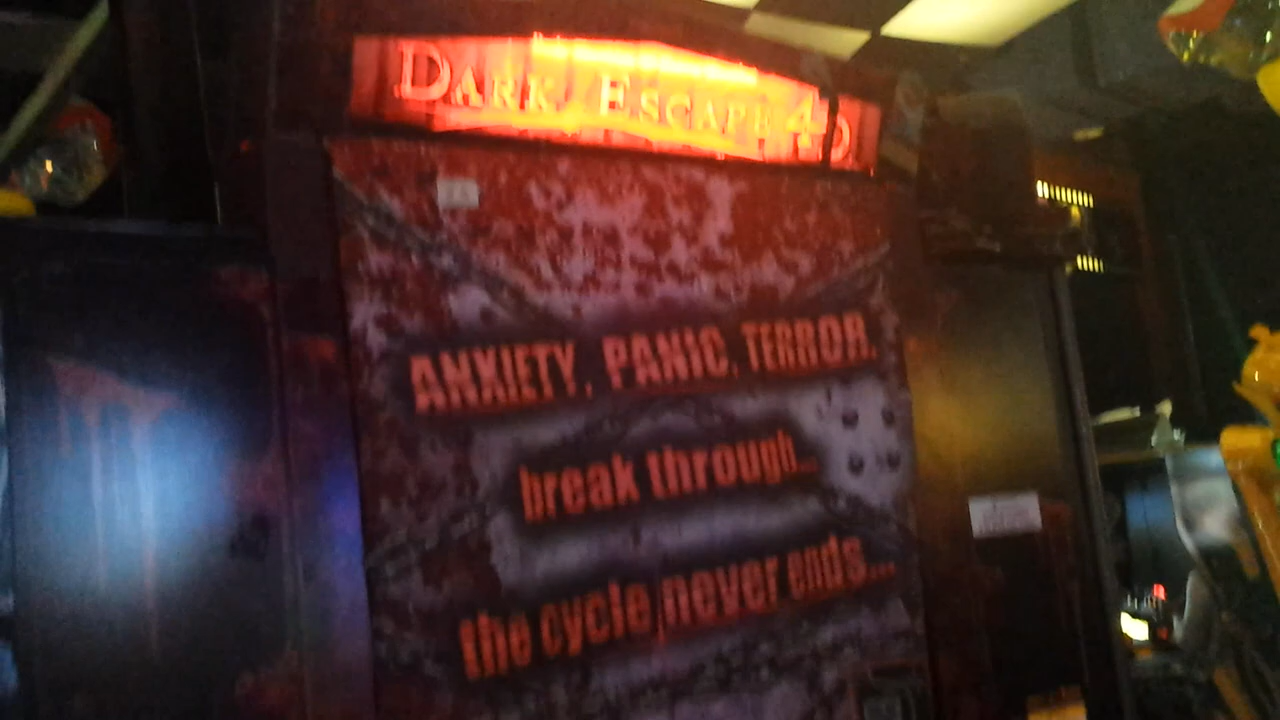 DARK ESCAPE 4D
ANXIETY. PANIC. TERROR.
break through...
the cycle never ends...